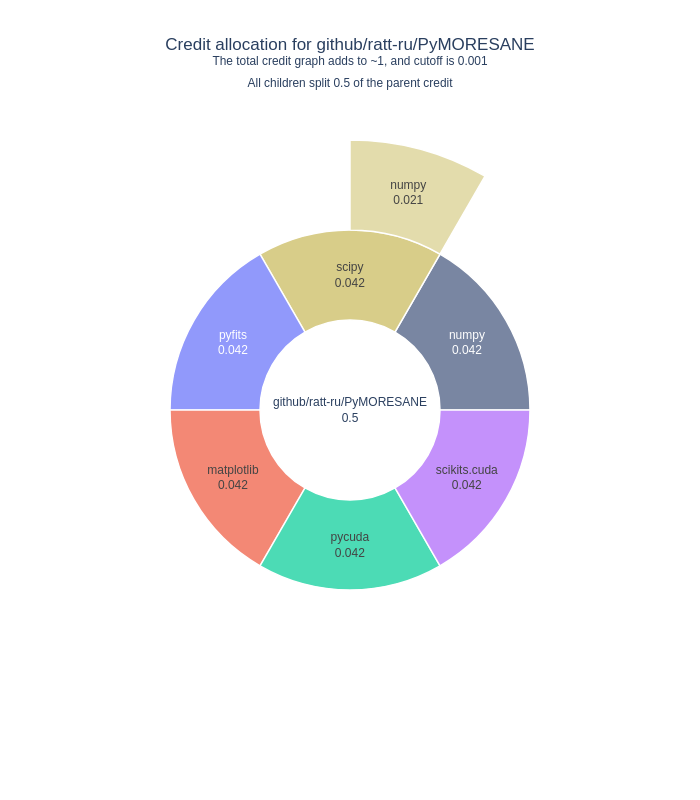 Credit allocation for github/ratt-ru/PyMORESANE
The total credit graph adds to ~1, and cutoff is 0.001
All children split 0.5 of the parent credit
numpy
0.021
scipy
0.042
pyfits
0.042
numpy
0.042
github/ratt-ru/PyMORESANE
0.5
matplotlib
0.042
scikits.cuda
0.042
pycuda
0.042